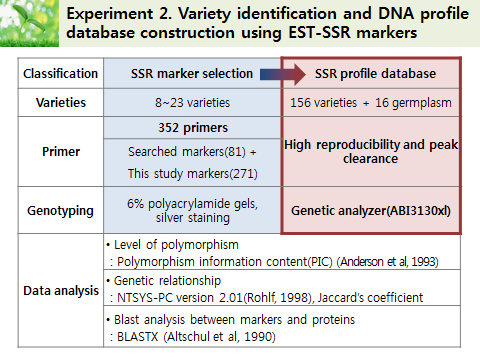 Experiment 2. Variety identification and DNA profile
database construction using EST-SSR markers
Classification SSR marker selection SSR profile database
Varieties 8~23 varieties 156 varieties + 16 germplasm
Primer
352 primers
Searched markers(81) +
This study markers(271)
High reproducibility and peak
clearance
Genotyping
6% polyacrylamide gels,
silver staining
Genetic analyzer(ABI3130xl)
Data analysis
• Level of polymorphism
: Polymorphism information content(PIC) (Anderson et al, 1993)
• Genetic relationship
: NTSYS-PC version 2.01(Rohlf, 1998), Jaccard's coefficient
• Blast analysis between markers and proteins
: BLASTX (Altschul et al, 1990)